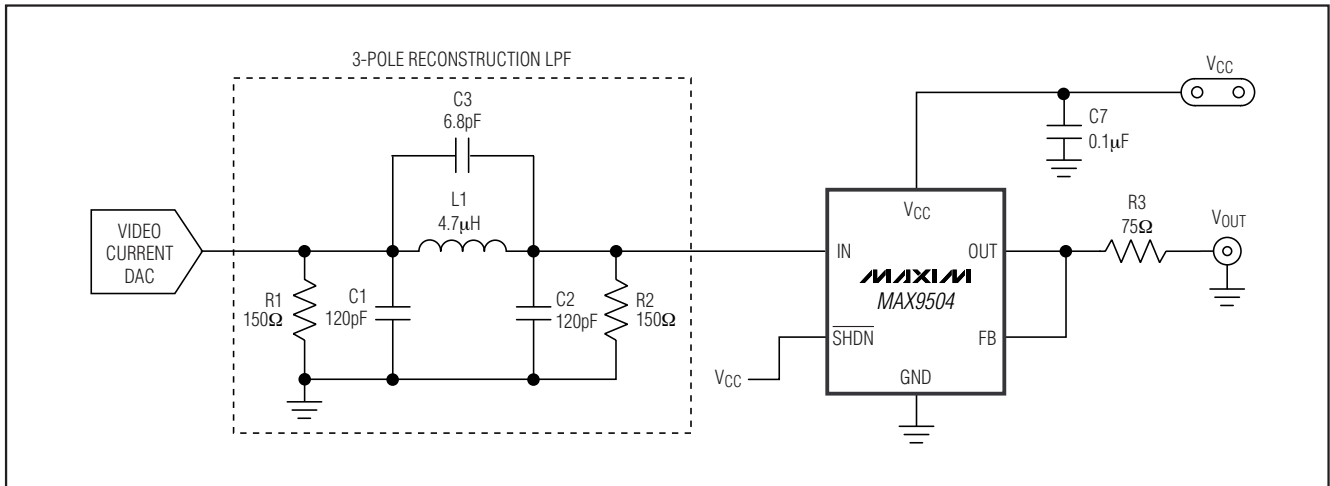 3-POLE RECONSTRUCTION LPF
C3
6.8pF
L1
4.7µH
VIDEO
CURRENT
DAC
R1
150Ω
C1
120pF
C2
120pF
R2
150Ω
VCC
C7
0.1µF
VCC
IN
OUT
MAXIM
MAX9504
SHDN
FB
GND
VCC
R3
75Ω
VOUT